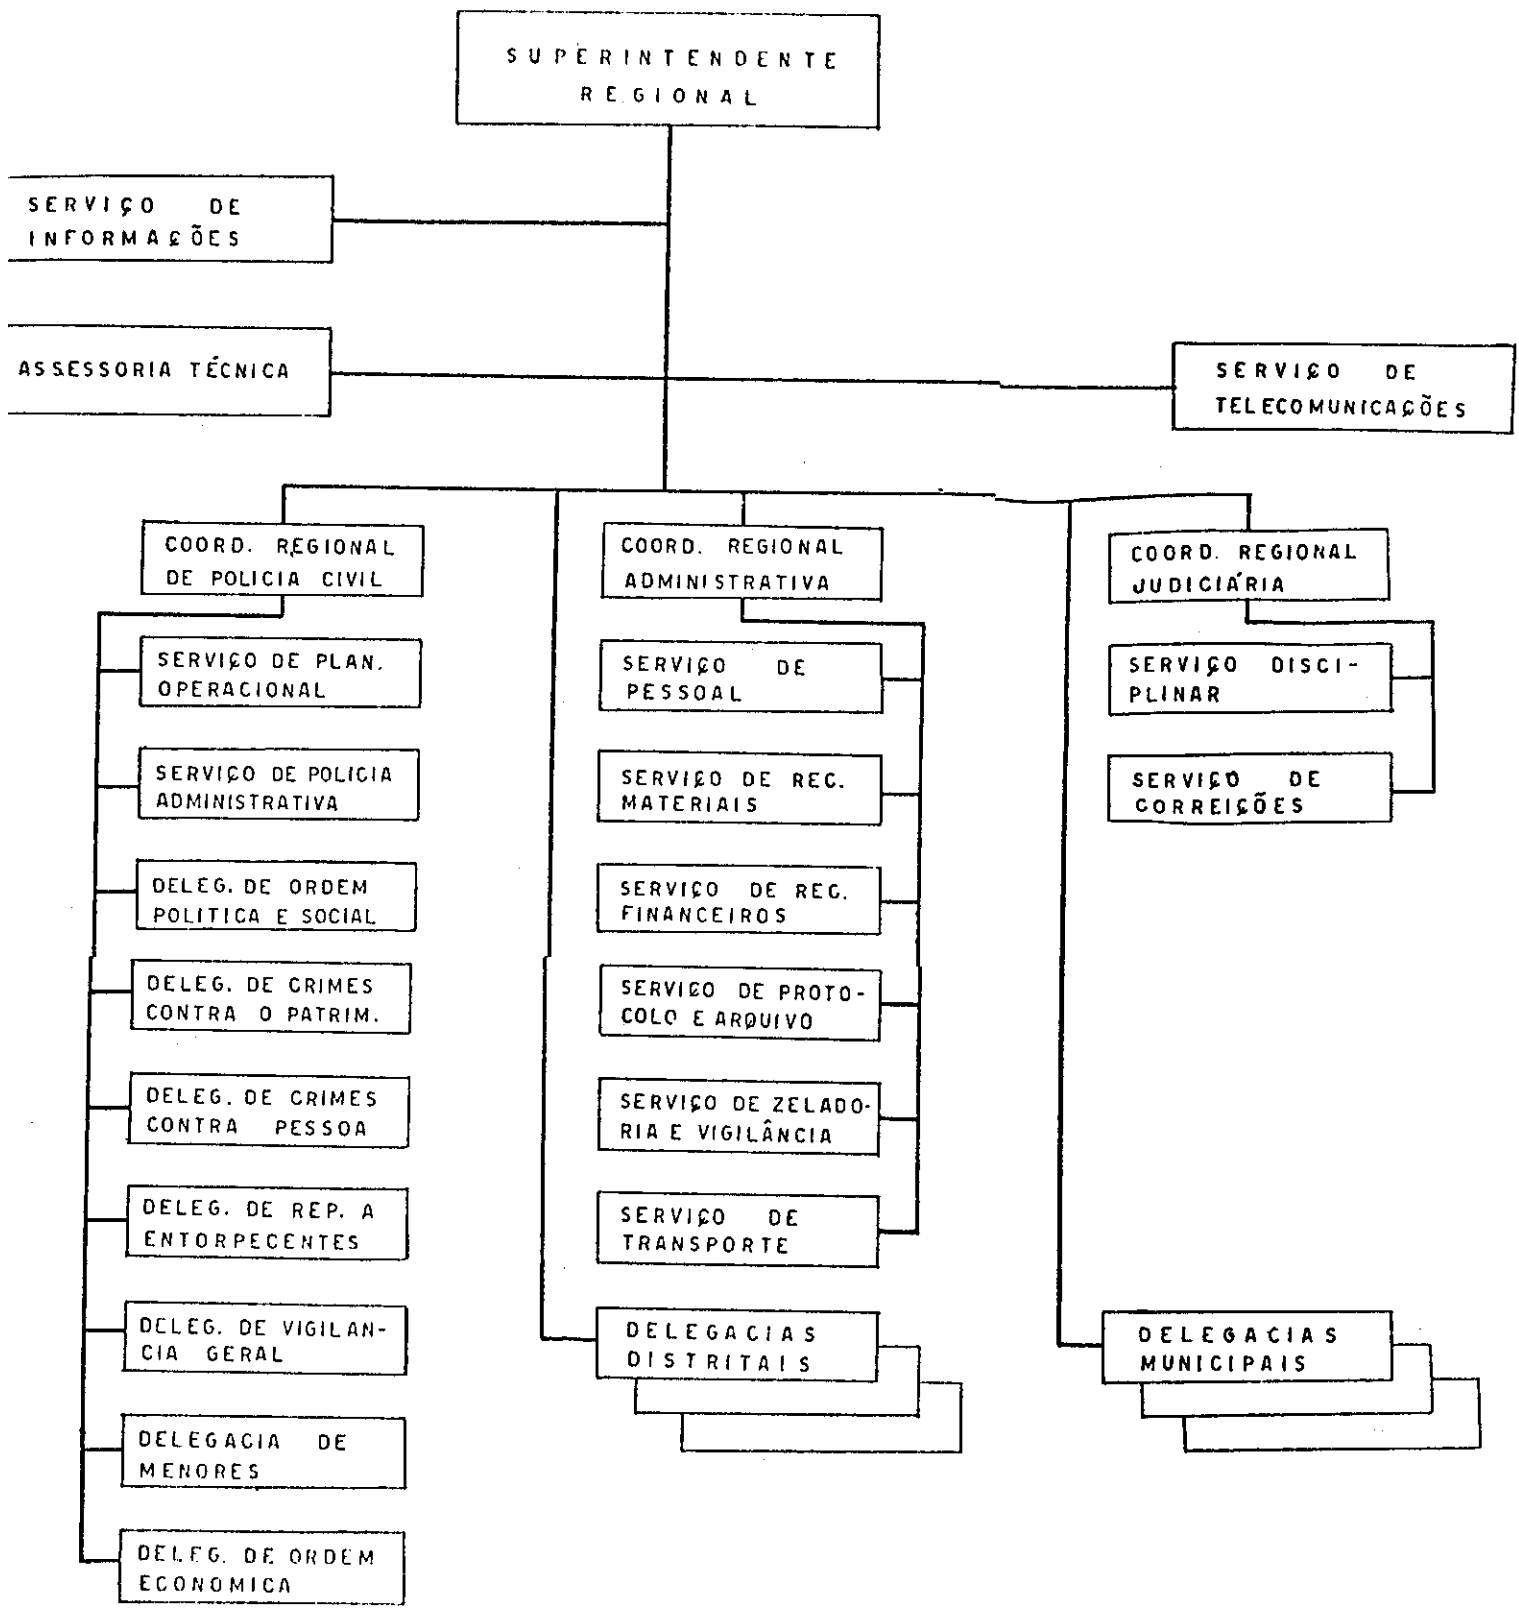 SUPERINTENDENTE
REGIONAL
SERVIÇO DE
INFORMAÇÕES
ASSESSORIA TÉCNICA
SERVIÇO DE
TELECOMUNICAÇÕES
COORD. REGIONAL
DE POLICIA CIVIL
SERVIÇO DE PLAN.
OPERACIONAL
SERVIÇO DE POLICIA
ADMINISTRATIVA
DELEG. DE ORDEM
POLITICA E SOCIAL
DELEG. DE CRIMES
CONTRA O PATRIM.
DELEG. DE CRIMES
CONTRA PESSOA
DELEG. DE REP. A
ENTORPECENTES
DELEG. DE VIGILAN-
CIA GERAL
DELEGACIA DE
MENORES
DELEG. DE ORDEM
ECONOMICA
COORD. REGIONAL
ADMINISTRATIVA
SERVIÇO DE
PESSOAL
SERVIÇO DE REC.
MATERIAIS
SERVIÇO DE REC.
FINANCEIROS
SERVIÇO DE PROTO-
COLO E ARQUIVO
SERVIÇO DE ZELADO-
RIA E VIGILÂNCIA
SERVIÇO DE
TRANSPORTE
DELEGACIAS
DISTRITAIS
COORD. REGIONAL
JUDICIÁRIA
SERVIÇO DISCI-
PLINAR
SERVIÇO DE
CORREIÇÕES
DELEGACIAS
MUNICIPAIS